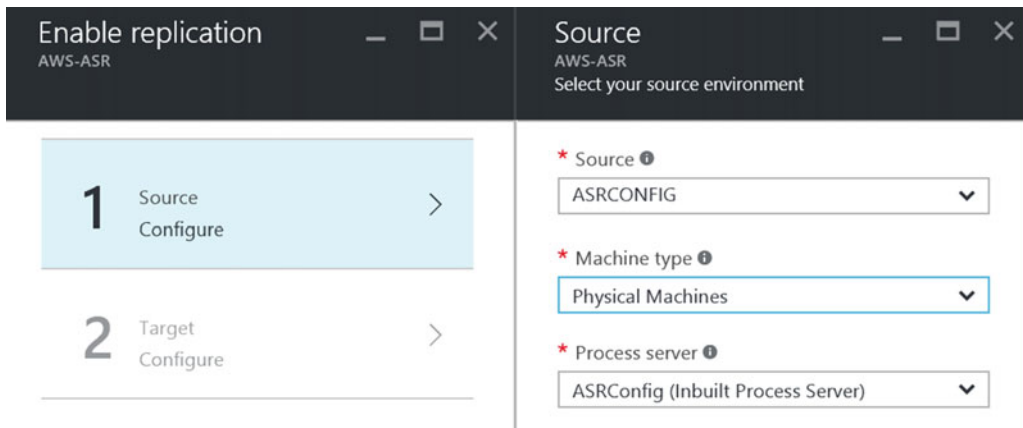 Enable replication
AWS-ASR
1
Source
Configure
2
Target
Configure
Source
AWS-ASR
Select your source environment
* Source
ASRCONFIG
* Machine type
Physical Machines
* Process server
ASRConfig (Inbuilt Process Server)